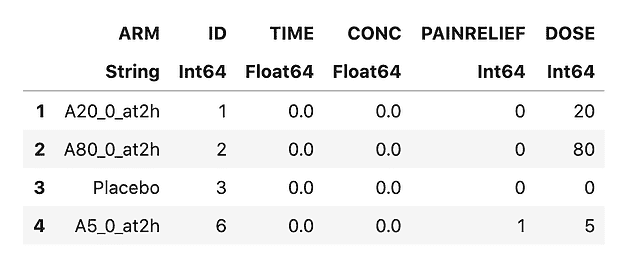 ARM ID TIME CONC PAINRELIEF DOSE
String Int64 Float64 Float64 Int64 Int64
1 A20_0_at2h 1 0.0 0.0 0 20
2 A80_0_at2h 2 0.0 0.0 0 80
3 Placebo 3 0.0 0.0 0 0
4 A5_0_at2h 6 0.0 0.0 1 5